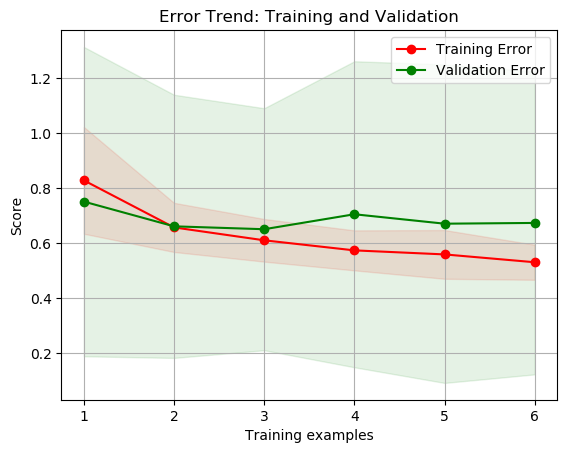 Error Trend: Training and Validation
Training Error
Validation Error
Score
1.2
1.0
0.8
0.6
0.4
0.2
1 2 3 4 5 6
Training examples